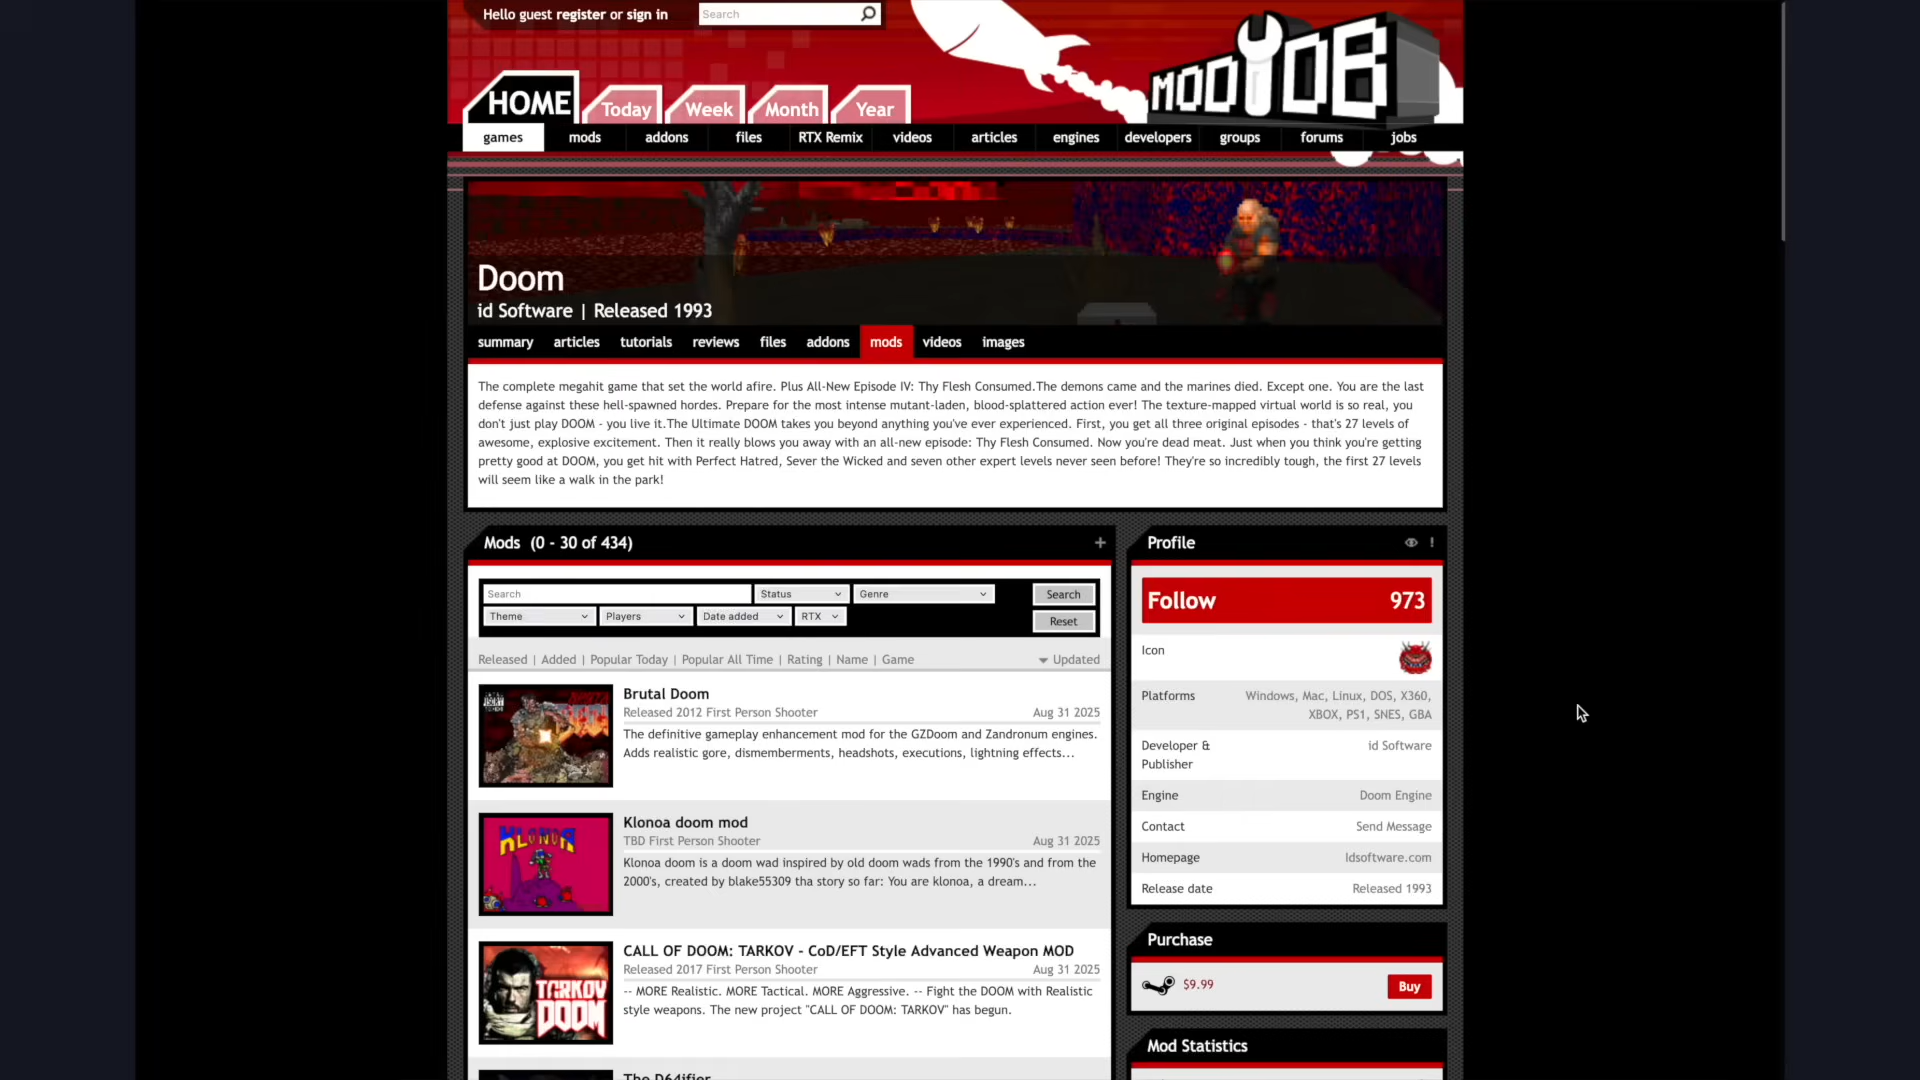 Hello guest register or sign in
Search
MOD DB
HOME
Today
Week
Month
Year
games
mods
addons
files
RTX Remix
videos
articles
engines
developers
groups
forums
jobs
Doom
id Software | Released 1993
summary
articles
tutorials
reviews
files
addons
mods
videos
images
The complete megahit game that set the world afire. Plus All-New Episode IV: Thy Flesh Consumed.The demons came and the marines died. Except one. You are the last
defense against these hell-spawned hordes. Prepare for the most intense mutant-laden, blood-splattered action ever! The texture-mapped virtual world is so real, you
don't just play DOOM - you live it.The Ultimate DOOM takes you beyond anything you've ever experienced. First, you get all three original episodes - that's 27 levels of
awesome, explosive excitement. Then it really blows you away with an all-new episode: Thy Flesh Consumed. Now you're dead meat. Just when you think you're getting
pretty good at DOOM, you get hit with Perfect Hatred, Sever the Wicked and seven other expert levels never seen before! They're so incredibly tough, the first 27 levels
will seem like a walk in the park!
Mods (0 - 30 of 434)
+
Search
Status
Genre
Search
Theme
Players
Date added
RTX
Reset
Released | Added | Popular Today | Popular All Time | Rating | Name | Game
Updated
Brutal Doom
Released 2012 First Person Shooter
Aug 31 2025
The definitive gameplay enhancement mod for the GZDoom and Zandronum engines.
Adds realistic gore, dismemberments, headshots, executions, lightning effects...
KLONOA
Klonoa doom mod
TBD First Person Shooter
Aug 31 2025
Klonoa doom is a doom wad inspired by old doom wads from the 1990's and from the
2000's, created by blake55309 tha story so far: You are klonoa, a dream...
TARKOV
DOOM
CALL OF DOOM: TARKOV - CoD/EFT Style Advanced Weapon MOD
Released 2017 First Person Shooter
Aug 31 2025
-- MORE Realistic. MORE Tactical. MORE Aggressive. -- Fight the DOOM with Realistic
style weapons. The new project "CALL OF DOOM: TARKOV" has begun.
The D64ifier
Profile
!
Follow
973
Icon
Platforms
Windows, Mac, Linux, DOS, X360,
XBOX, PS1, SNES, GBA
Developer &
Publisher
id Software
Engine
Doom Engine
Contact
Send Message
Homepage
Idsoftware.com
Release date
Released 1993
Purchase
$9.99
Buy
Mod Statistics